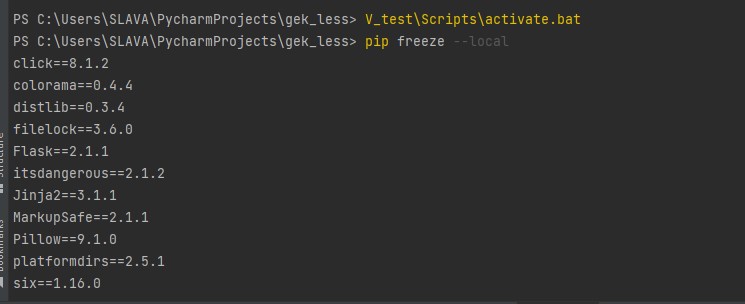 PS C:\Users\SLAVA\PycharmProjects\gek_less> V_test\Scripts\activate.bat
PS C:\Users\SLAVA\PycharmProjects\gek_less> pip freeze --local
click==8.1.2
colorama==0.4.4
distlib==0.3.4
filelock==3.6.0
Flask==2.1.1
itsdangerous==2.1.2
Jinja2==3.1.1
MarkupSafe==2.1.1
Pillow==9.1.0
platformdirs==2.5.1
six==1.16.0